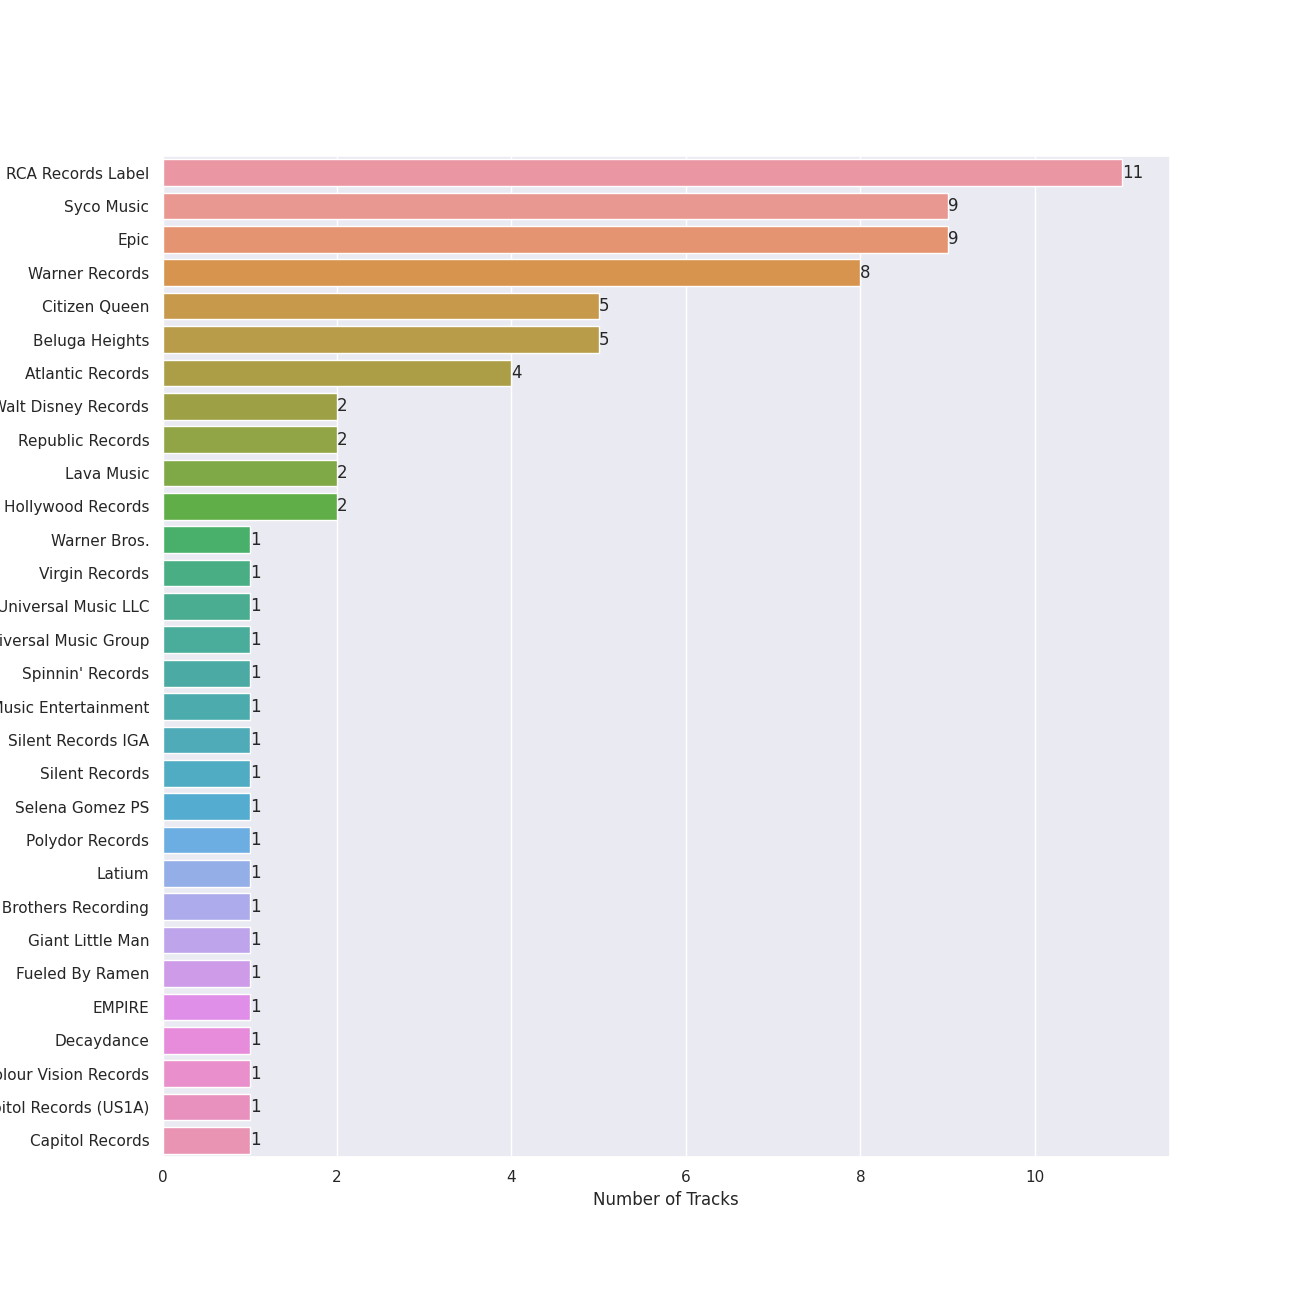 RCA Records Label 11
Syco Music 9
Epic 9
Warner Records 8
Citizen Queen 5
Beluga Heights 5
Atlantic Records 4
Walt Disney Records 2
Republic Records 2
Lava Music 2
Hollywood Records 2
Warner Bros. 1
Virgin Records 1
Universal Music LLC 1
iversal Music Group 1
Spinnin' Records 1
Music Entertainment 1
Silent Records IGA 1
Silent Records 1
Selena Gomez PS 1
Polydor Records 1
Latium 1
Brothers Recording 1
Giant Little Man 1
Fueled By Ramen 1
EMPIRE 1
Decaydance 1
olour Vision Records 1
itol Records (US1A) 1
Capitol Records 1
0 2 4 6 8 10
Number of Tracks